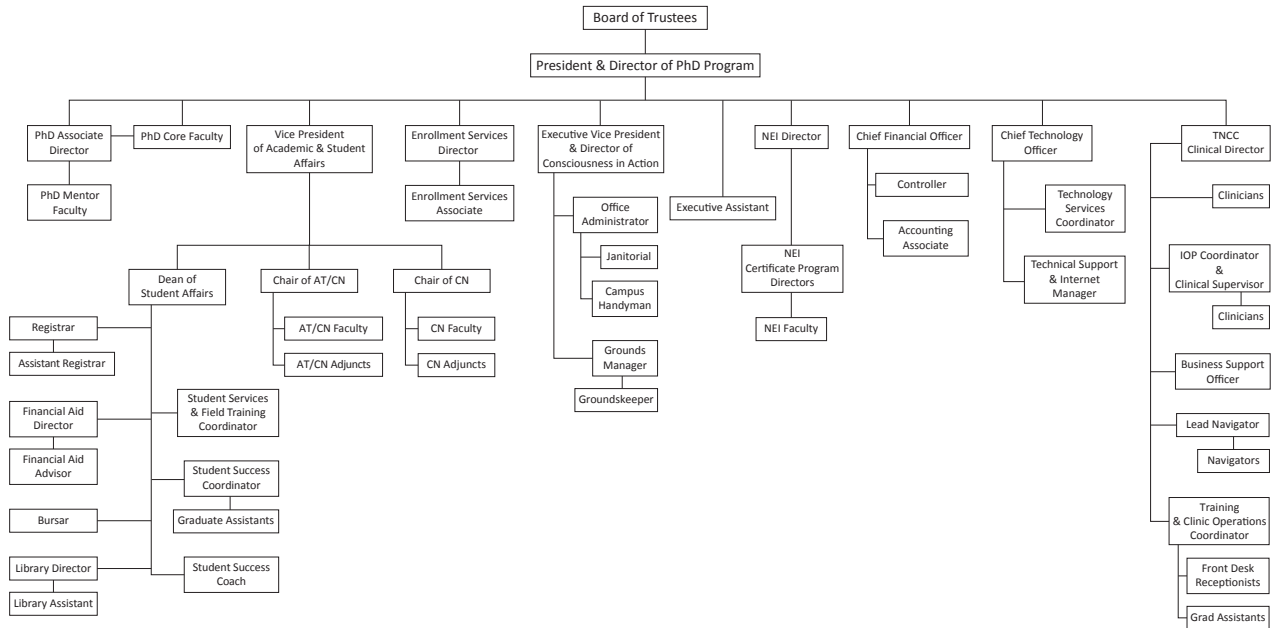 Board of Trustees
President & Director of PhD Program
PhD Associate
Director
PhD Core Faculty
Vice President
of Academic & Student
Affairs
Enrollment Services
Director
Executive Vice President
& Director of
Consciousness in Action
NEI Director
Chief Financial Officer
Chief Technology
Officer
TNCC
Clinical Director
PhD Mentor
Faculty
Enrollment Services
Associate
Office
Administrator
Executive Assistant
Controller
Technology
Services
Coordinator
Clinicians
Accounting
Associate
Janitorial
NEI
Certificate Program
Directors
Technical Support
& Internet
Manager
IOP Coordinator
&
Clinical Supervisor
Dean of
Student Affairs
Chair of AT/CN
Chair of CN
Campus
Handyman
Clinicians
Registrar
AT/CN Faculty
CN Faculty
NEI Faculty
Assistant Registrar
AT/CN Adjuncts
CN Adjuncts
Grounds
Manager
Business Support
Officer
Groundskeeper
Financial Aid
Director
Student Services
& Field Training
Coordinator
Lead Navigator
Financial Aid
Advisor
Student Success
Coordinator
Navigators
Bursar
Graduate Assistants
Training
& Clinic Operations
Coordinator
Library Director
Student Success
Coach
Front Desk
Receptionists
Library Assistant
Grad Assistants